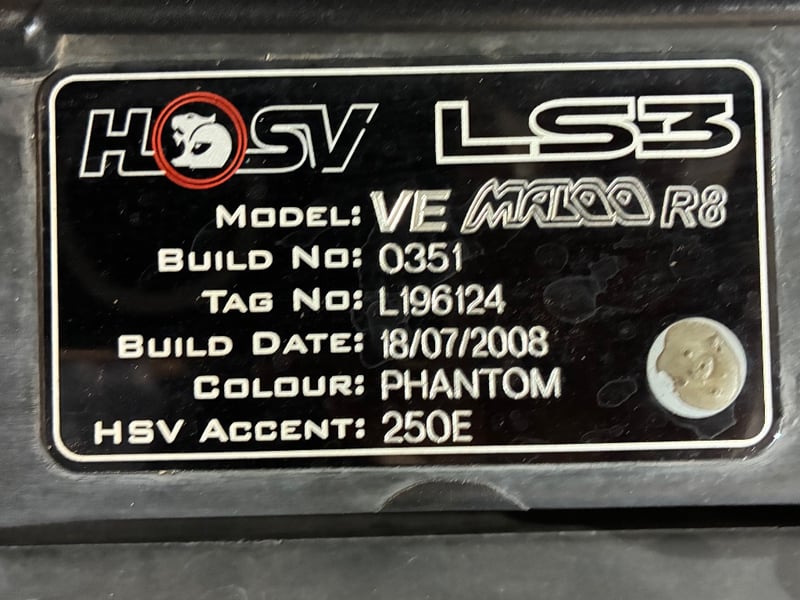 HSV LS3
MODEL: VE MALOO R8
BUILD NO: 0351
TAG NO: L196124
BUILD DATE: 18/07/2008
COLOUR: PHANTOM
HSV ACCENT: 250E